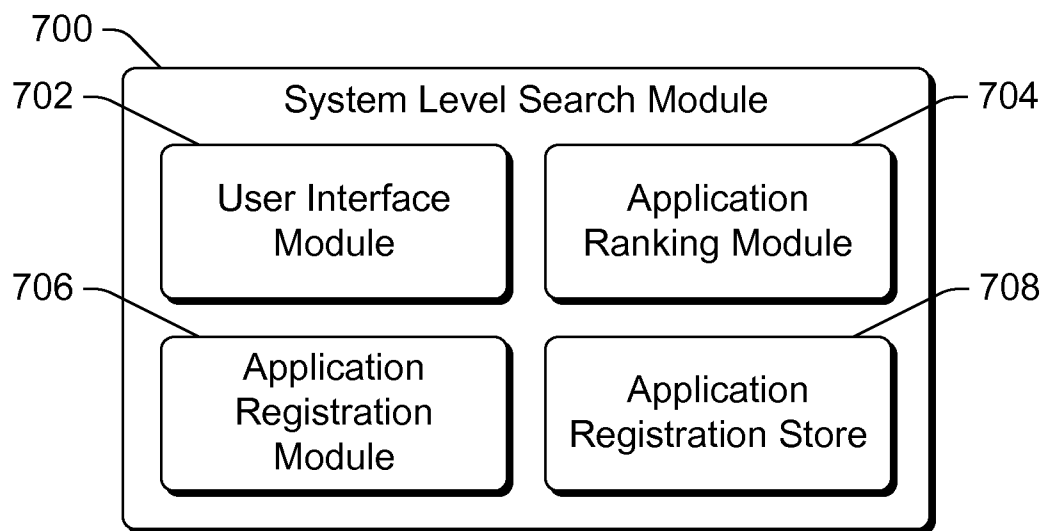 700
System Level Search Module
702
704
User Interface
Module
Application
Ranking Module
706
708
Application
Registration
Module
Application
Registration Store